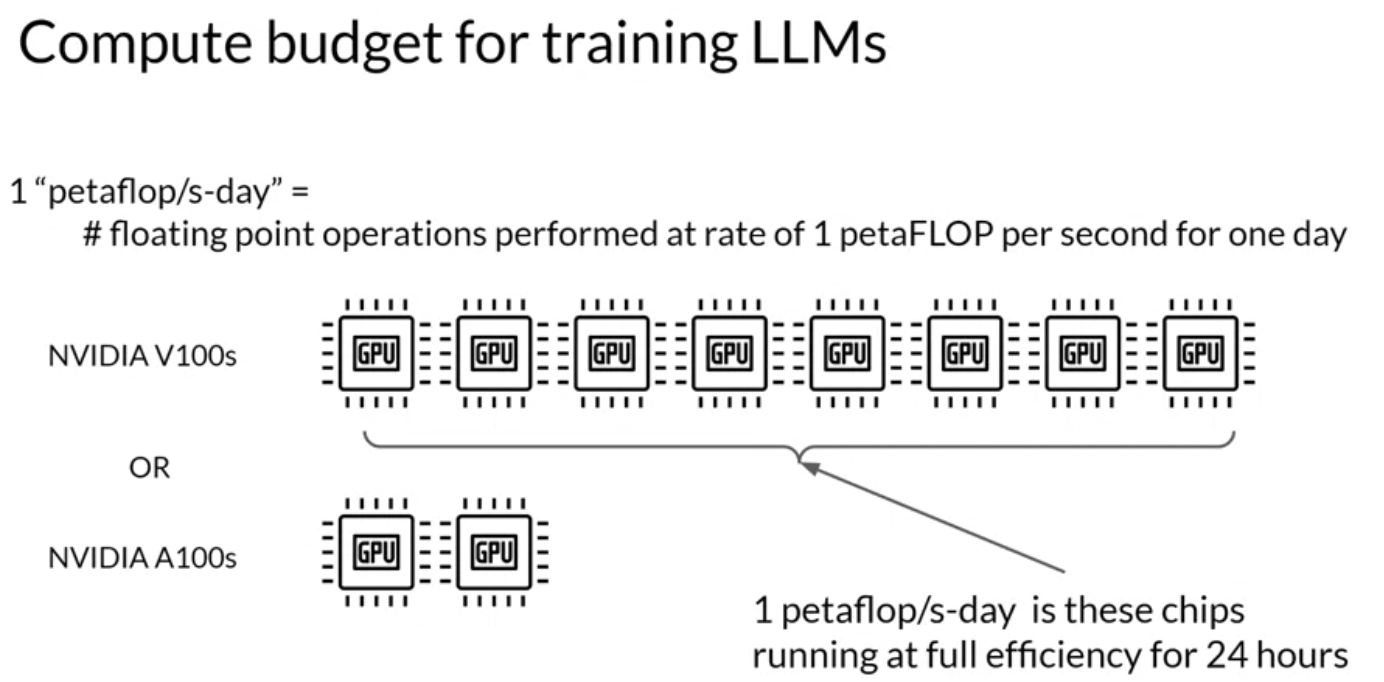 Compute budget for training LLMs
1 “petaflop/s-day” =
# floating point operations performed at rate of 1 petaFLOP per second for one day
NVIDIA V100s
GPU GPU GPU GPU GPU GPU GPU GPU
OR
NVIDIA A100s
GPU GPU
1 petaflop/s-day is these chips
running at full efficiency for 24 hours